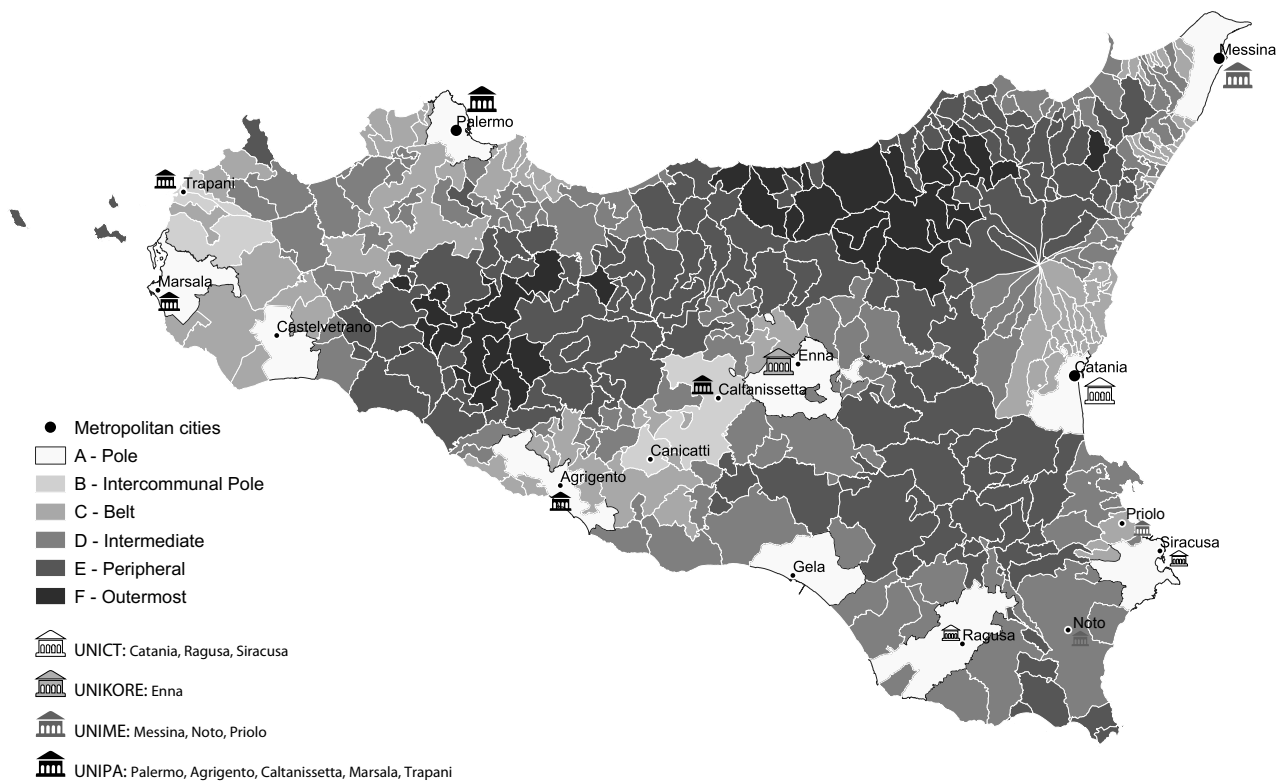 Messina
Palermo
Trapani
Marsala
Castelvetrano
Enna
Catania
Caltanissetta
Canicatti
Agrigento
Priolo
Siracusa
Gela
Noto
Ragusa
Metropolitan cities
A - Pole
B - Intercommunal Pole
C - Belt
D - Intermediate
E - Peripheral
F - Outermost
UNICT: Catania, Ragusa, Siracusa
UNIKORE: Enna
UNIME: Messina, Noto, Priolo
UNIPA: Palermo, Agrigento, Caltanissetta, Marsala, Trapani